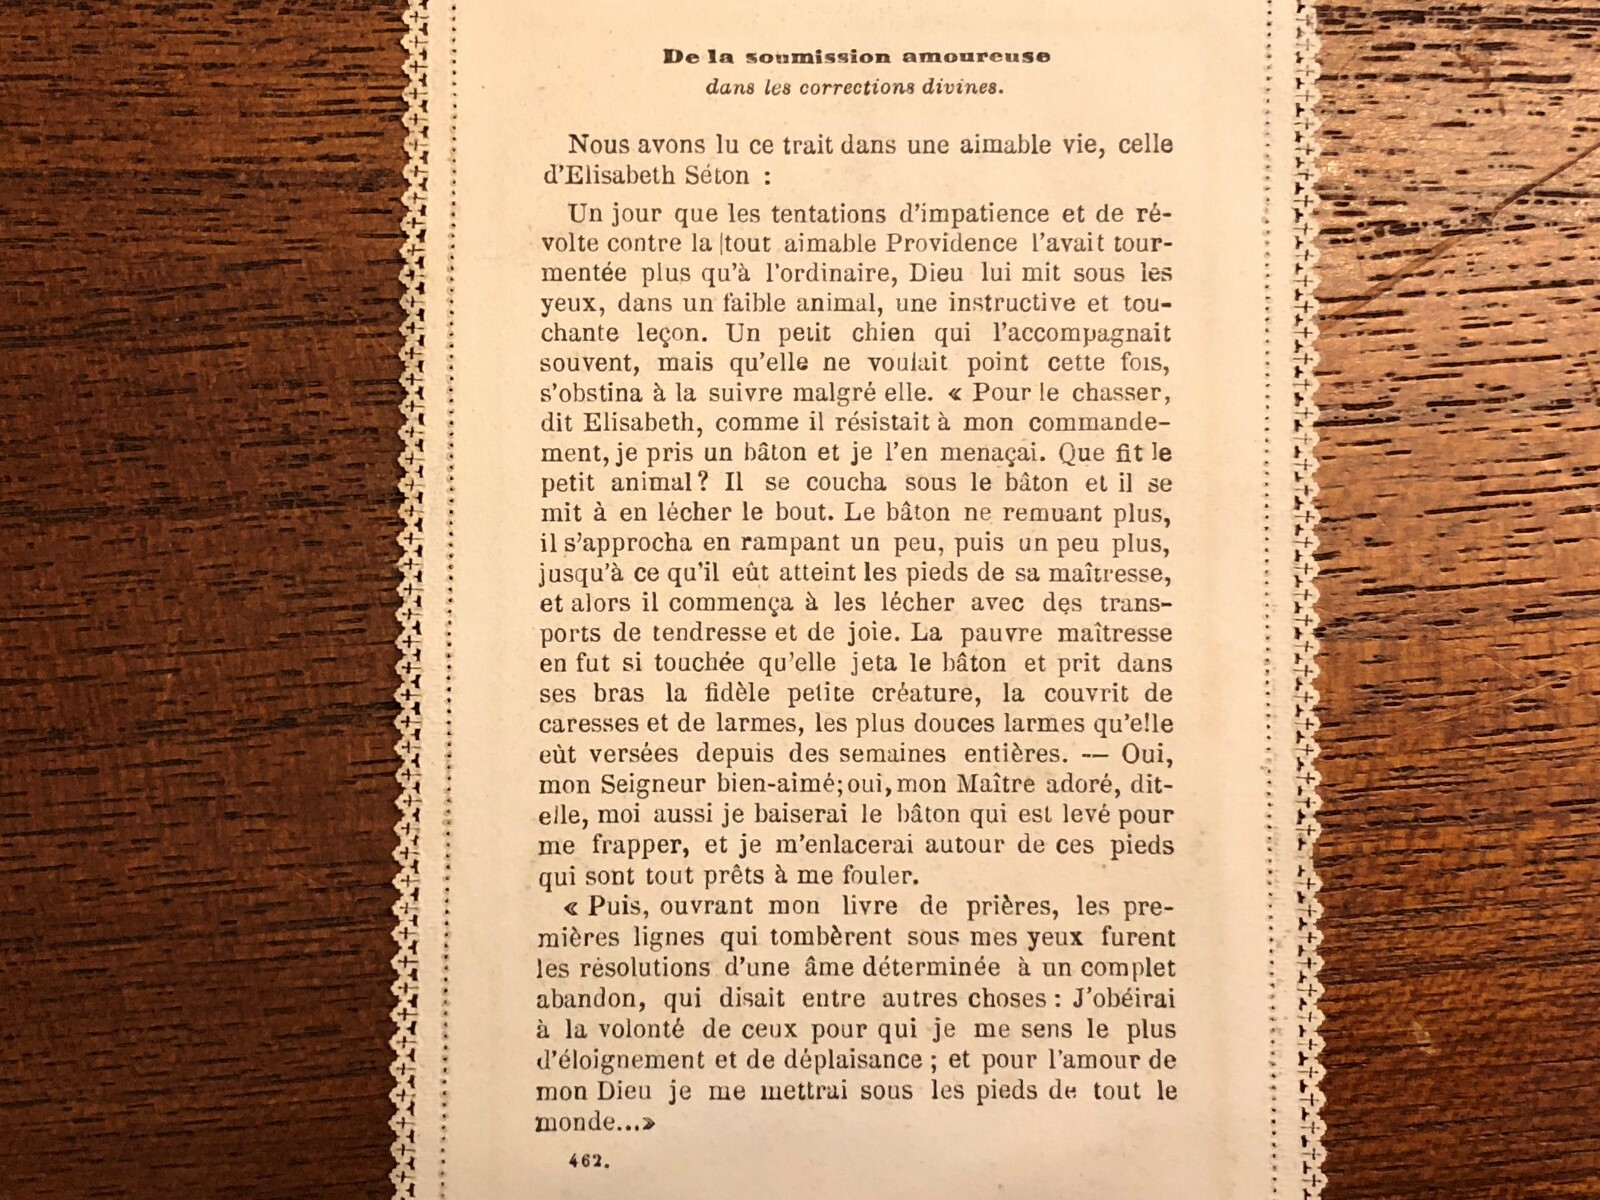 De la soumission amoureuse
dans les corrections divines.
Nous avons lu ce trait dans une aimable vie, celle
d'Elisabeth Séton :
Un jour que les tentations d'impatience et de ré-
volte contre la tout aimable Providence l'avait tour-
mentée plus qu'à l'ordinaire, Dieu lui mit sous les
yeux, dans un faible animal, une instructive et tou-
chante leçon. Un petit chien qui l'accompagnait
souvent, mais qu'elle ne voulait point cette fois,
s'obstina à la suivre malgré elle. « Pour le chasser,
dit Elisabeth, comme il résistait à mon commande-
ment, je pris un bâton et je l'en menaçai. Que fit le
petit animal? Il se coucha sous le bâton et il se
mit à en lécher le bout. Le bâton ne remuant plus,
il s'approcha en rampant un peu, puis un peu plus,
jusqu'à ce qu'il eût atteint les pieds de sa maîtresse,
et alors il commença à les lécher avec des trans-
ports de tendresse et de joie. La pauvre maîtresse
en fut si touchée qu'elle jeta le bâton et prit dans
ses bras la fidèle petite créature, la couvrit de
caresses et de larmes, les plus douces larmes qu'elle
eût versées depuis des semaines entières. — Oui,
mon Seigneur bien-aimé; oui, mon Maître adoré, dit-
elle, moi aussi je baiserai le bâton qui est levé pour
me frapper, et je m'enlacerai autour de ces pieds
qui sont tout prêts à me fouler.
« Puis, ouvrant mon livre de prières, les pre-
mières lignes qui tombèrent sous mes yeux furent
les résolutions d'une âme déterminée à un complet
abandon, qui disait entre autres choses : J'obéirai
à la volonté de ceux pour qui je me sens le plus
d'éloignement et de déplaisance ; et pour l'amour de
mon Dieu je me mettrai sous les pieds de tout le
monde...»
462.